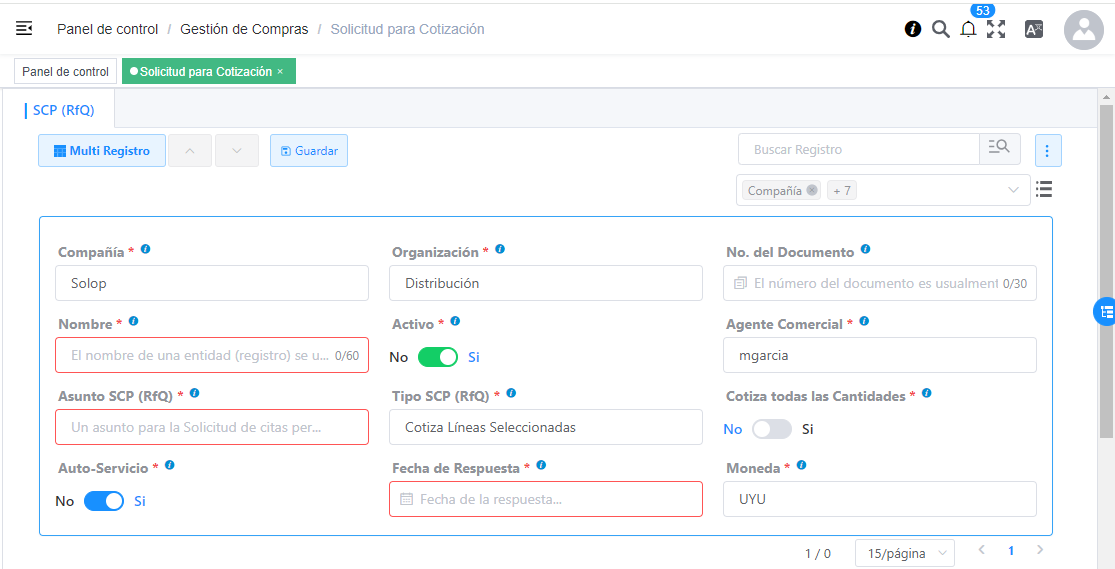 53
Panel de control / Gestión de Compras / Solicitud para Cotización
Panel de control
Solicitud para Cotización ×
SCP (RfQ)
Multi Registro
Guardar
Buscar Registro
Compañía
+ 7
Compañía *
Organización *
No. del Documento
Solop
Distribución
El número del documento es usualment 0/30
Nombre *
Activo *
Agente Comercial *
El nombre de una entidad (registro) se u... 0/60
No Si
mgarcia
Asunto SCP (RfQ) *
Tipo SCP (RfQ) *
Cotiza todas las Cantidades *
Un asunto para la Solicitud de citas per...
Cotiza Líneas Seleccionadas
No Si
Auto-Servicio *
Fecha de Respuesta *
Moneda *
No Si
Fecha de la respuesta...
UYU
1 / 0
15/página
1